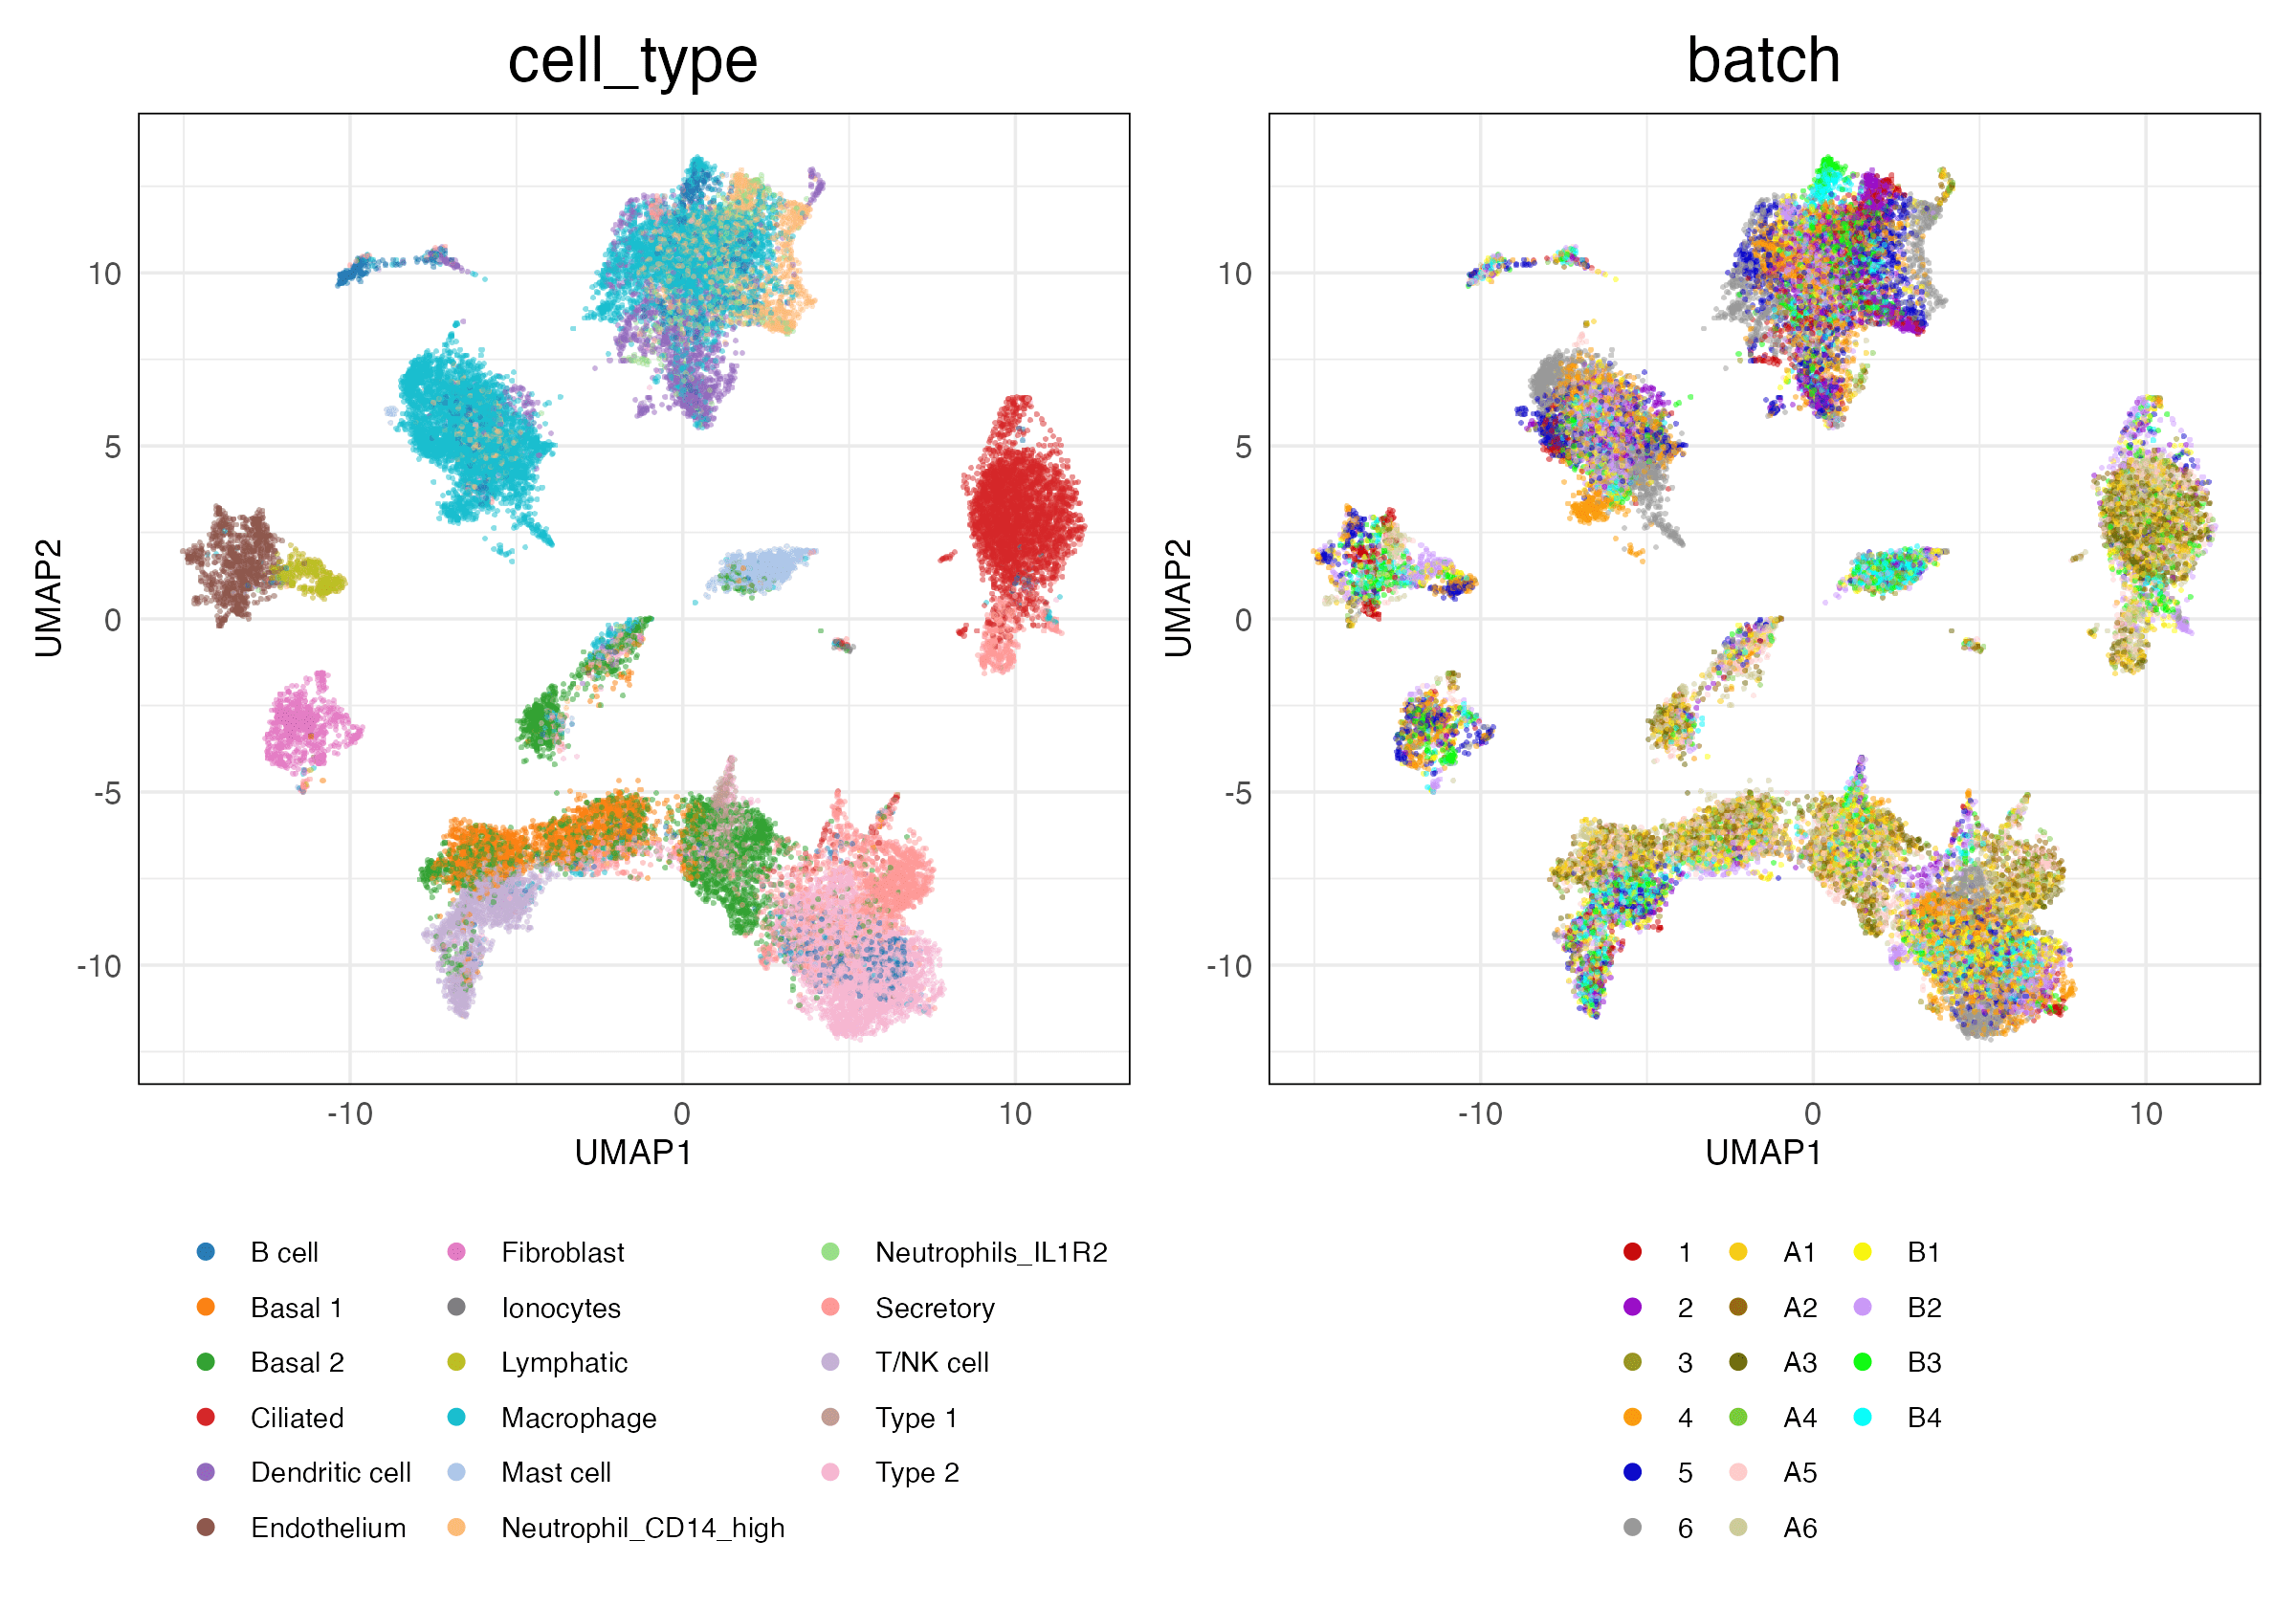 cell_type
10
5
0
-5
-10
UMAP2
-10 0 10
UMAP1
B cell
Basal 1
Basal 2
Ciliated
Dendritic cell
Endothelium
Fibroblast
Ionocytes
Lymphatic
Macrophage
Mast cell
Neutrophil_CD14_high
Neutrophils_IL1R2
Secretory
T/NK cell
Type 1
Type 2
batch
10
5
0
-5
-10
UMAP2
-10 0 10
UMAP1
1
2
3
4
5
6
A1
A2
A3
A4
A5
A6
B1
B2
B3
B4